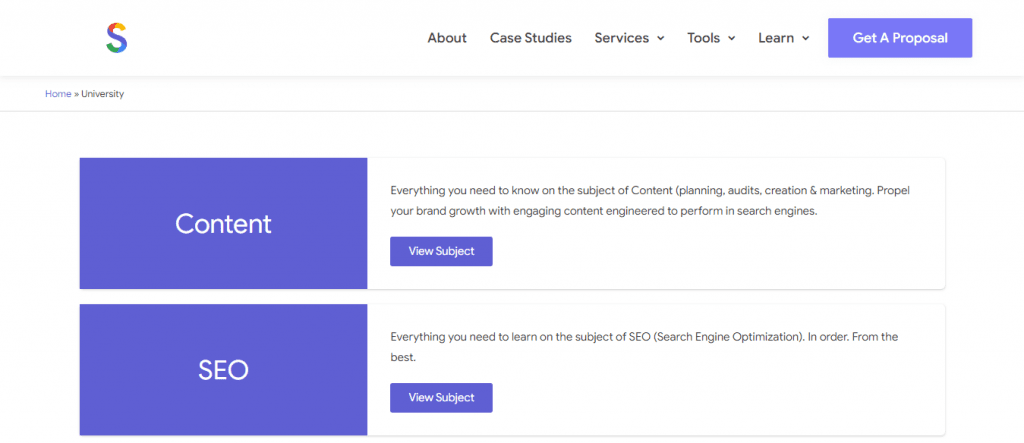 S
About Case Studies Services Tools Learn Get A Proposal
Home » University
Content
Everything you need to know on the subject of Content (planning, audits, creation & marketing. Propel
your brand growth with engaging content engineered to perform in search engines.
View Subject
SEO
Everything you need to learn on the subject of SEO (Search Engine Optimization). In order. From the
best.
View Subject